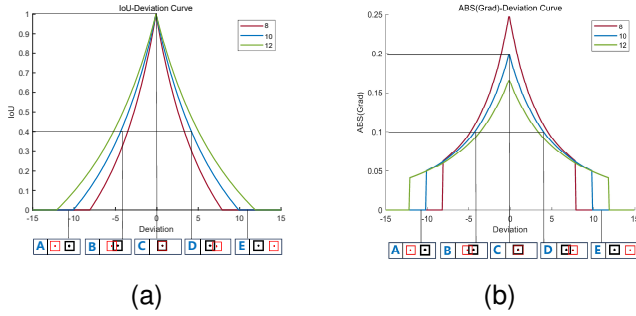 IoU-Deviation Curve
1
0.9
0.8
0.7
0.6
0.5
0.4
0.3
0.2
0.1
0
IoU
8
10
12
-15
-10
-5
0
5
10
15
Deviation
A
B
C
D
E
(a)
ABS(Grad)-Deviation Curve
0.25
0.2
0.15
0.1
0.05
0
ABS(Grad)
8
10
12
-15
-10
-5
0
5
10
15
Deviation
A
B
C
D
E
(b)